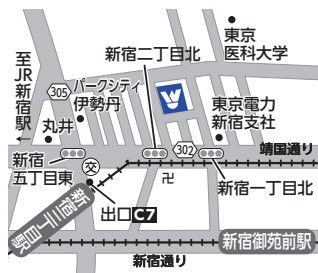 東京
医科大学
新宿二丁目北
至JR新宿駅
305
パークシティ
伊勢丹
丸井
東京電力
新宿支社
302
靖国通り
新宿
五丁目東
交
新宿一丁目北
出口C7
新宿三丁目駅
新宿御苑前駅
新宿通り